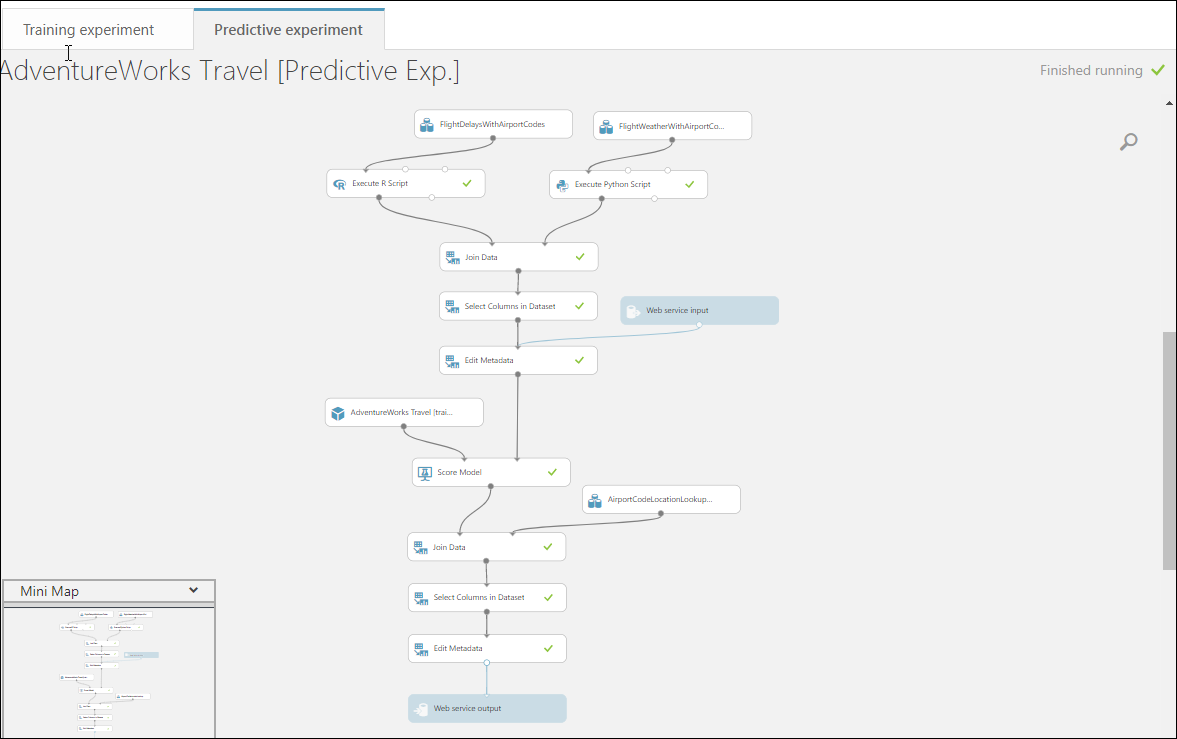 Training experiment
Predictive experiment
AdventureWorks Travel [Predictive Exp.]
Finished running
FlightDelaysWithAirportCodes
FlightWeatherWithAirportCo...
Execute R Script
Execute Python Script
Join Data
Select Columns in Dataset
Web service input
Edit Metadata
AdventureWorks Travel [trai...
Score Model
AirportCodeLocationLookup...
Join Data
Select Columns in Dataset
Edit Metadata
Web service output
Mini Map